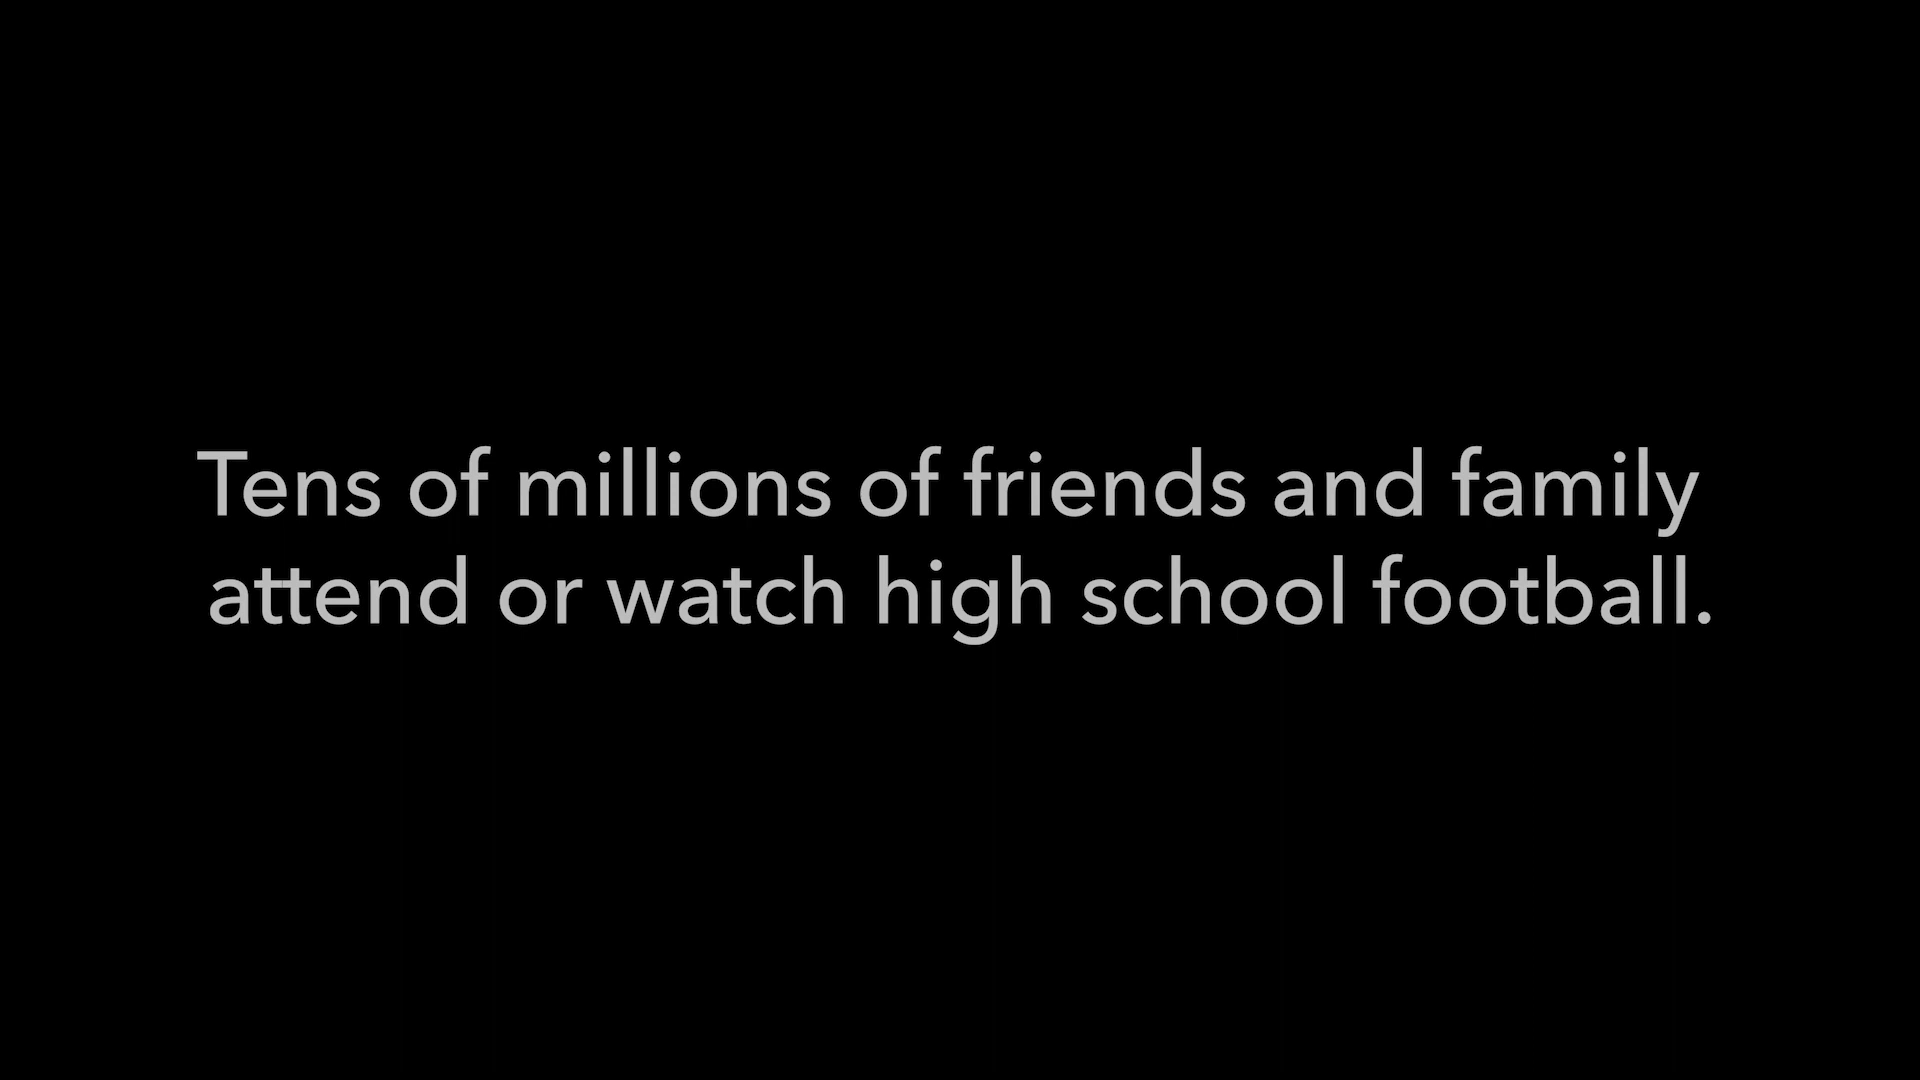 Tens of millions of friends and family
attend or watch high school football.